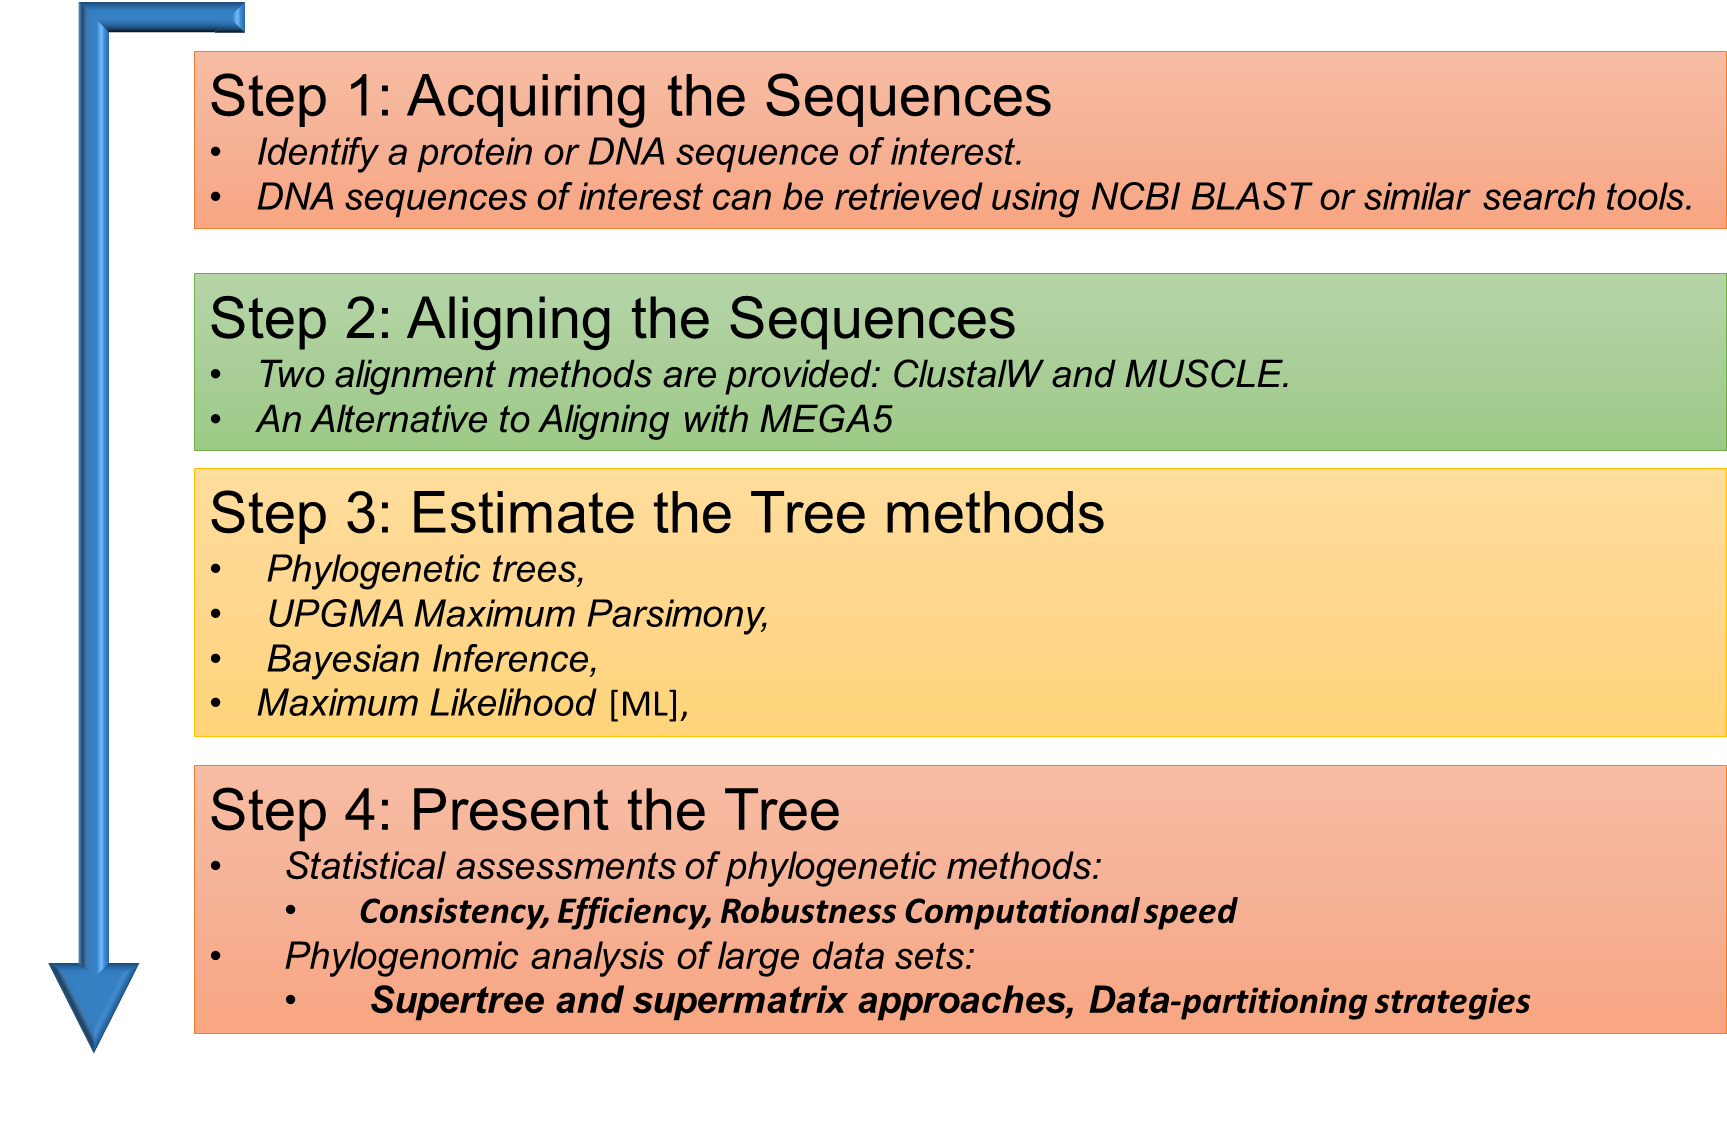 Step 1: Acquiring the Sequences
• Identify a protein or DNA sequence of interest.
• DNA sequences of interest can be retrieved using NCBI BLAST or similar search tools.
Step 2: Aligning the Sequences
• Two alignment methods are provided: ClustalW and MUSCLE.
• An Alternative to Aligning with MEGA5
Step 3: Estimate the Tree methods
• Phylogenetic trees,
• UPGMA Maximum Parsimony,
• Bayesian Inference,
• Maximum Likelihood [ML],
Step 4: Present the Tree
• Statistical assessments of phylogenetic methods:
• Consistency, Efficiency, Robustness Computational speed
• Phylogenomic analysis of large data sets:
• Supertree and supermatrix approaches, Data-partitioning strategies